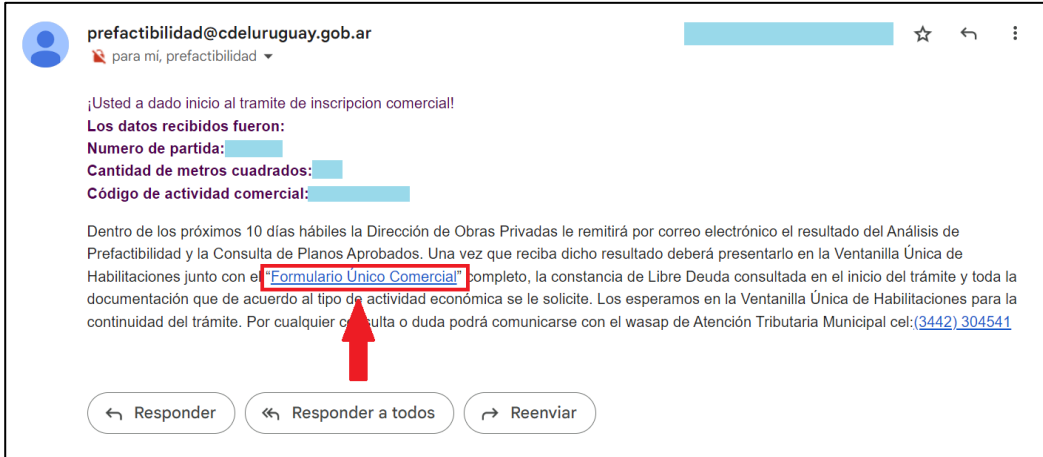 prefactibilidad@cdeluruguay.gob.ar
para mí, prefactibilidad
¡Usted a dado inicio al tramite de inscripcion comercial!
Los datos recibidos fueron:
Numero de partida:
Cantidad de metros cuadrados:
Código de actividad comercial:
Dentro de los próximos 10 días hábiles la Dirección de Obras Privadas le remitirá por correo electrónico el resultado del Análisis de
Prefactibilidad y la Consulta de Planos Aprobados. Una vez que reciba dicho resultado deberá presentarlo en la Ventanilla Única de
Habilitaciones junto con el “Formulario Único Comercial” completo, la constancia de Libre Deuda consultada en el inicio del trámite y toda la
documentación que de acuerdo al tipo de actividad económica se le solicite. Los esperamos en la Ventanilla Única de Habilitaciones para la
continuidad del trámite. Por cualquier consulta o duda podrá comunicarse con el wasap de Atención Tributaria Municipal cel:(3442) 304541
Responder Responder a todos Reenviar